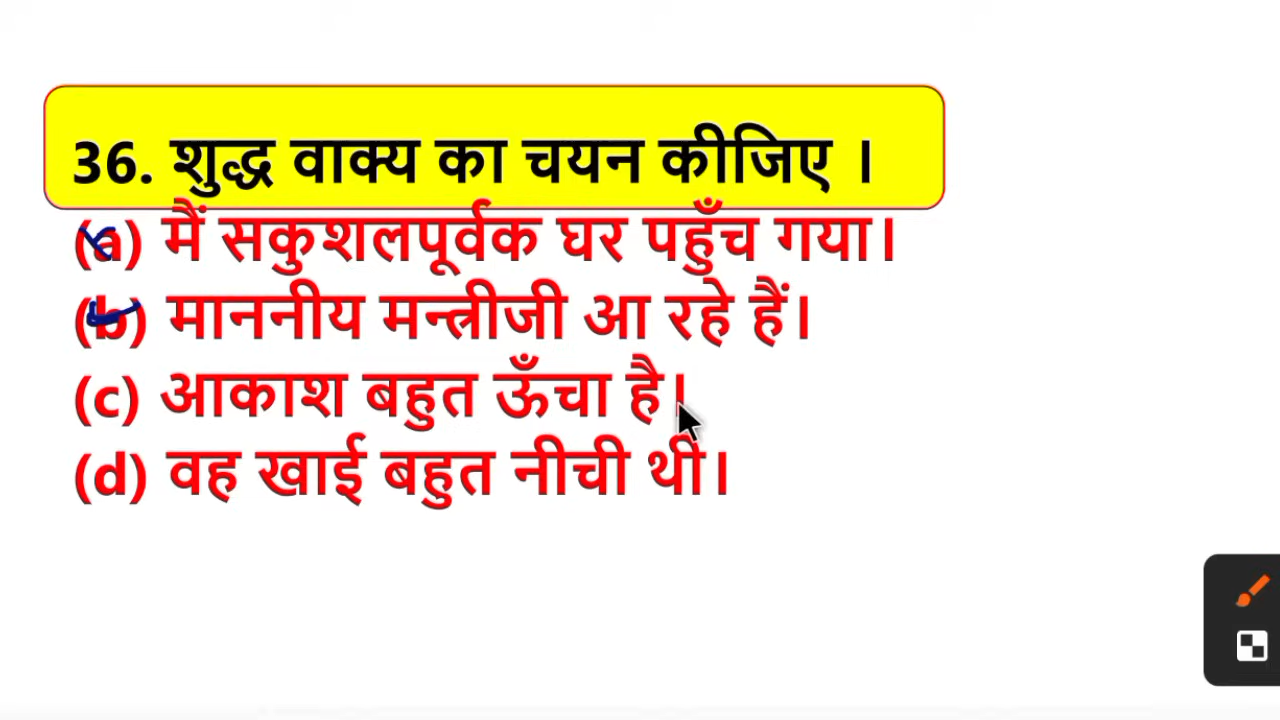 36. शुद्ध वाक्य का चयन कीजिए ।
(a) मैं सकुशलपूर्वक घर पहुँच गया।
(b) माननीय मन्त्रीजी आ रहे हैं।
(c) आकाश बहुत ऊँचा है।
(d) वह खाई बहुत नीची थी।